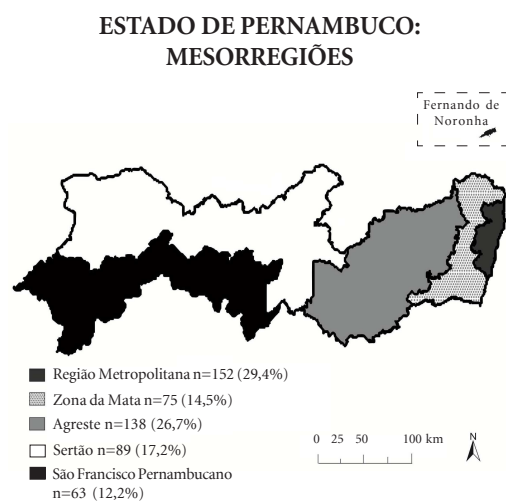 ESTADO DE PERNAMBUCO:
MESORREGIÕES
Fernando de
Noronha
Região Metropolitana n=152 (29,4%)
Zona da Mata n=75 (14,5%)
Agreste n=138 (26,7%)
Sertão n=89 (17,2%)
São Francisco Pernambucano
n=63 (12,2%)
0 25 50 100 km
N